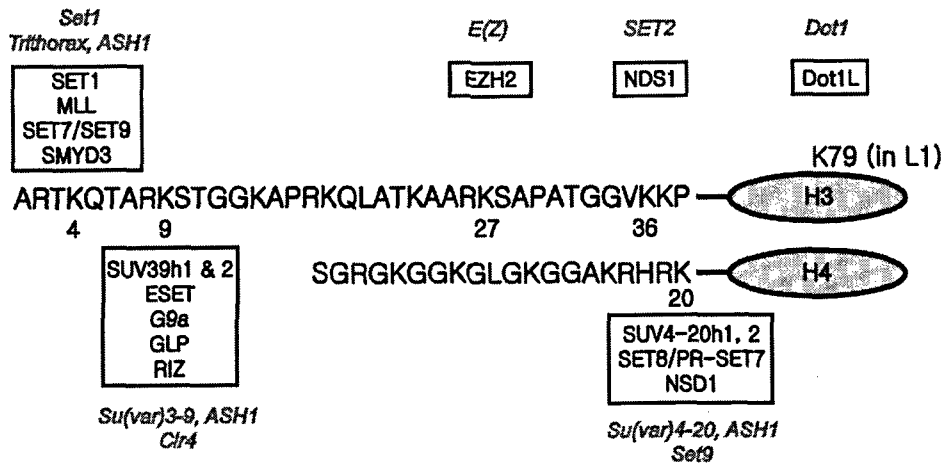 Set1
Trithorax, ASH1
E(Z)
SET2
Dot1
SET1
MLL
SET7/SET9
SMYD3
EZH2
NDS1
Dot1L
K79 (in L1)
ARTKQTARKSTGGKAPRKQLATKAARKSAPATGGVKKP
H3
4
9
27
36
SUV39h1 & 2
ESET
G9a
GLP
RIZ
SGRGKGGKGLGKGGAKRHRK
H4
20
SUV4-20h1, 2
SET8/PR-SET7
NSD1
Su(var)3-9, ASH1
Clr4
Su(var)4-20, ASH1
Set9